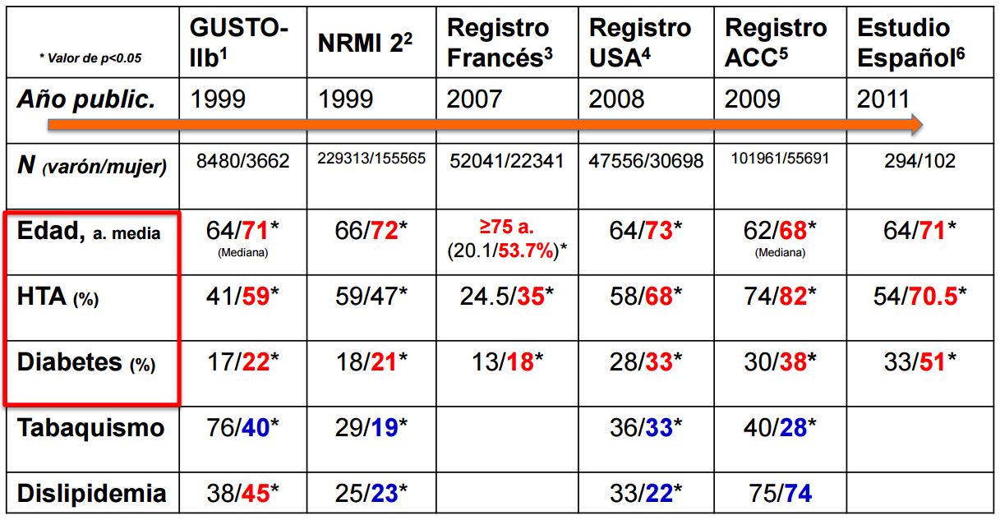 * Valor de p<0.05 GUSTO-IIb¹ NRMI 2² Registro Francés³ Registro USA⁴ Registro ACC⁵ Estudio Español⁶
Año public. 1999 1999 2007 2008 2009 2011
N (varón/mujer) 8480/3662 229313/155565 52041/22341 47556/30698 101961/55691 294/102
Edad, a. media 64/71* (Mediana) 66/72* ≥75 a. (20.1/53.7%)* 64/73* 62/68* (Mediana) 64/71*
HTA (%) 41/59* 59/47* 24.5/35* 58/68* 74/82* 54/70.5*
Diabetes (%) 17/22* 18/21* 13/18* 28/33* 30/38* 33/51*
Tabaquismo 76/40* 29/19* 36/33* 40/28*
Dislipidemia 38/45* 25/23* 33/22* 75/74